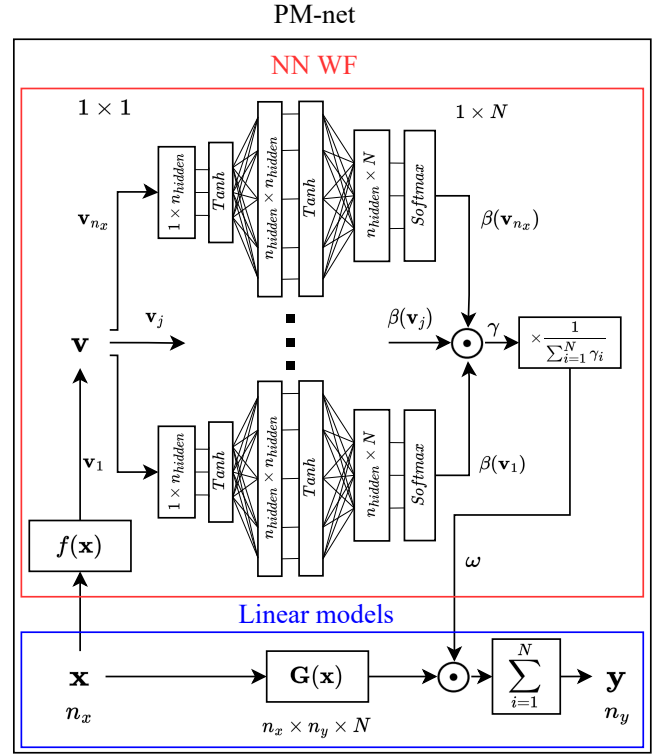 PM-net
NN WF
1 × 1
1 × N
1 × n_hidden
Tanh
n_hidden × n_hidden
Tanh
n_hidden × N
Softmax
𝐯_{n_x}
β(𝐯_{n_x})
𝐯_j
β(𝐯_j)
𝐯
γ
× 1 / ∑_{i=1}^{N} γ_i
1 × n_hidden
Tanh
n_hidden × n_hidden
Tanh
n_hidden × N
Softmax
𝐯_1
β(𝐯_1)
f(𝐱)
ω
Linear models
𝐱
G(𝐱)
∑_{i=1}^{N}
𝐲
n_x
n_x × n_y × N
n_y